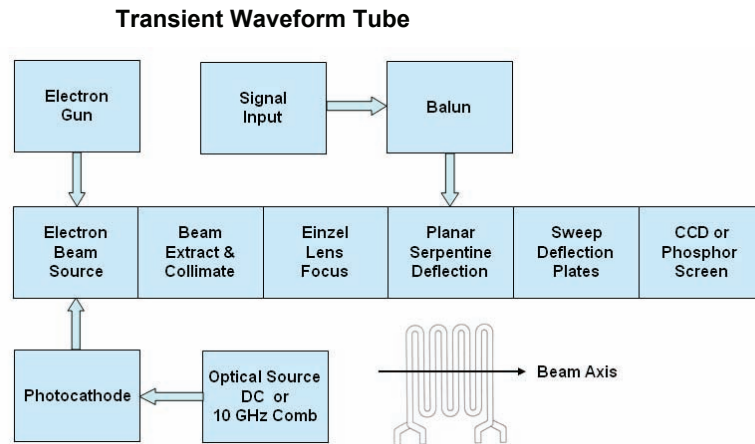 Transient Waveform Tube
Electron
Gun
Signal
Input
Balun
Electron
Beam
Source
Beam
Extract &
Collimate
Einzel
Lens
Focus
Planar
Serpentine
Deflection
Sweep
Deflection
Plates
CCD or
Phosphor
Screen
Photocathode
Optical Source
DC or
10 GHz Comb
Beam Axis